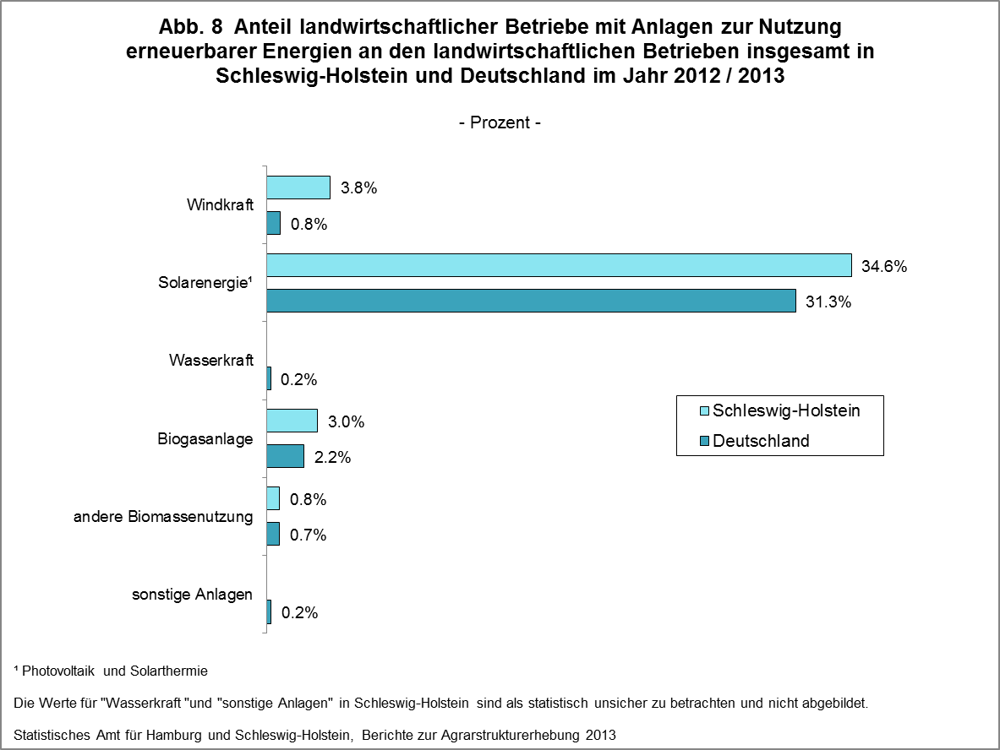 Abb. 8  Anteil landwirtschaftlicher Betriebe mit Anlagen zur Nutzung
erneuerbarer Energien an den landwirtschaftlichen Betrieben insgesamt in
Schleswig-Holstein und Deutschland im Jahr 2012 / 2013
- Prozent -
Windkraft
3.8%
0.8%
Solarenergie¹
34.6%
31.3%
Wasserkraft
0.2%
Biogasanlage
3.0%
2.2%
andere Biomassenutzung
0.8%
0.7%
sonstige Anlagen
0.2%
Schleswig-Holstein
Deutschland
¹ Photovoltaik und Solarthermie
Die Werte für "Wasserkraft "und "sonstige Anlagen" in Schleswig-Holstein sind als statistisch unsicher zu betrachten und nicht abgebildet.
Statistisches Amt für Hamburg und Schleswig-Holstein, Berichte zur Agrarstrukturerhebung 2013